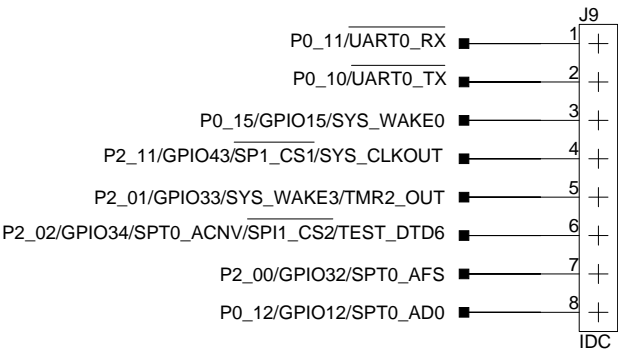 J9
P0_11/UART0_RX 1
P0_10/UART0_TX 2
P0_15/GPIO15/SYS_WAKE0 3
P2_11/GPIO43/SP1_CS1/SYS_CLKOUT 4
P2_01/GPIO33/SYS_WAKE3/TMR2_OUT 5
P2_02/GPIO34/SPT0_ACNV/SPI1_CS2/TEST_DTD6 6
P2_00/GPIO32/SPT0_AFS 7
P0_12/GPIO12/SPT0_AD0 8
IDC